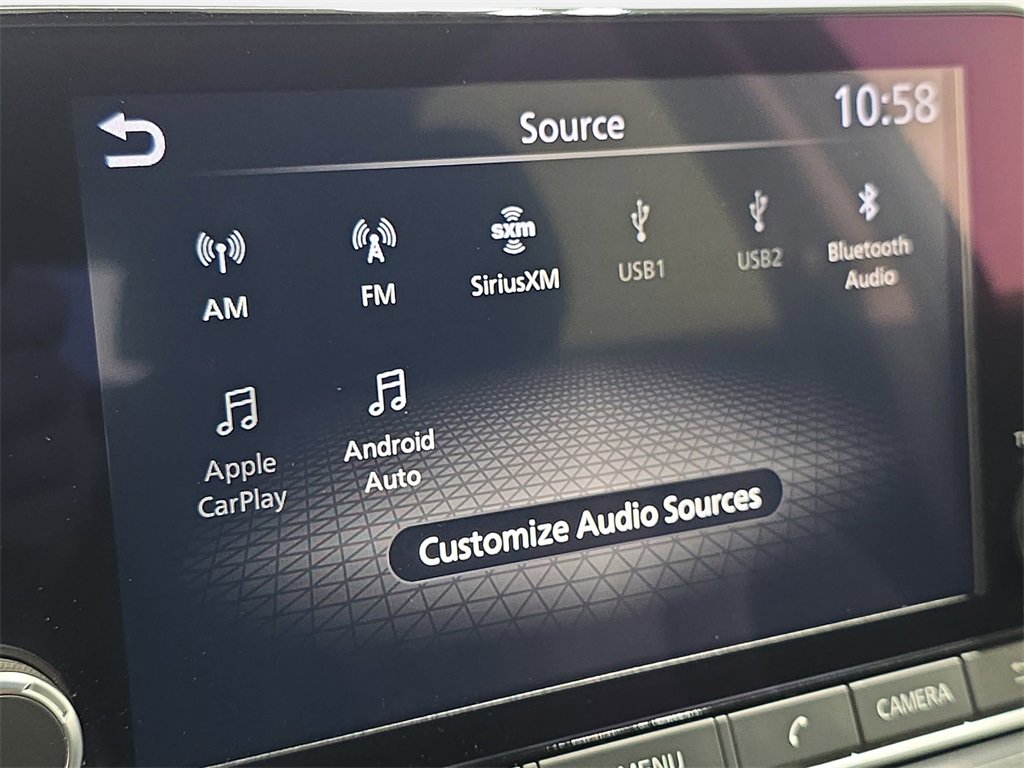 Source
10:58
AM
FM
sxm
SiriusXM
USB1
USB2
Bluetooth
Audio
Apple
CarPlay
Android
Auto
Customize Audio Sources
MENU
CAMERA